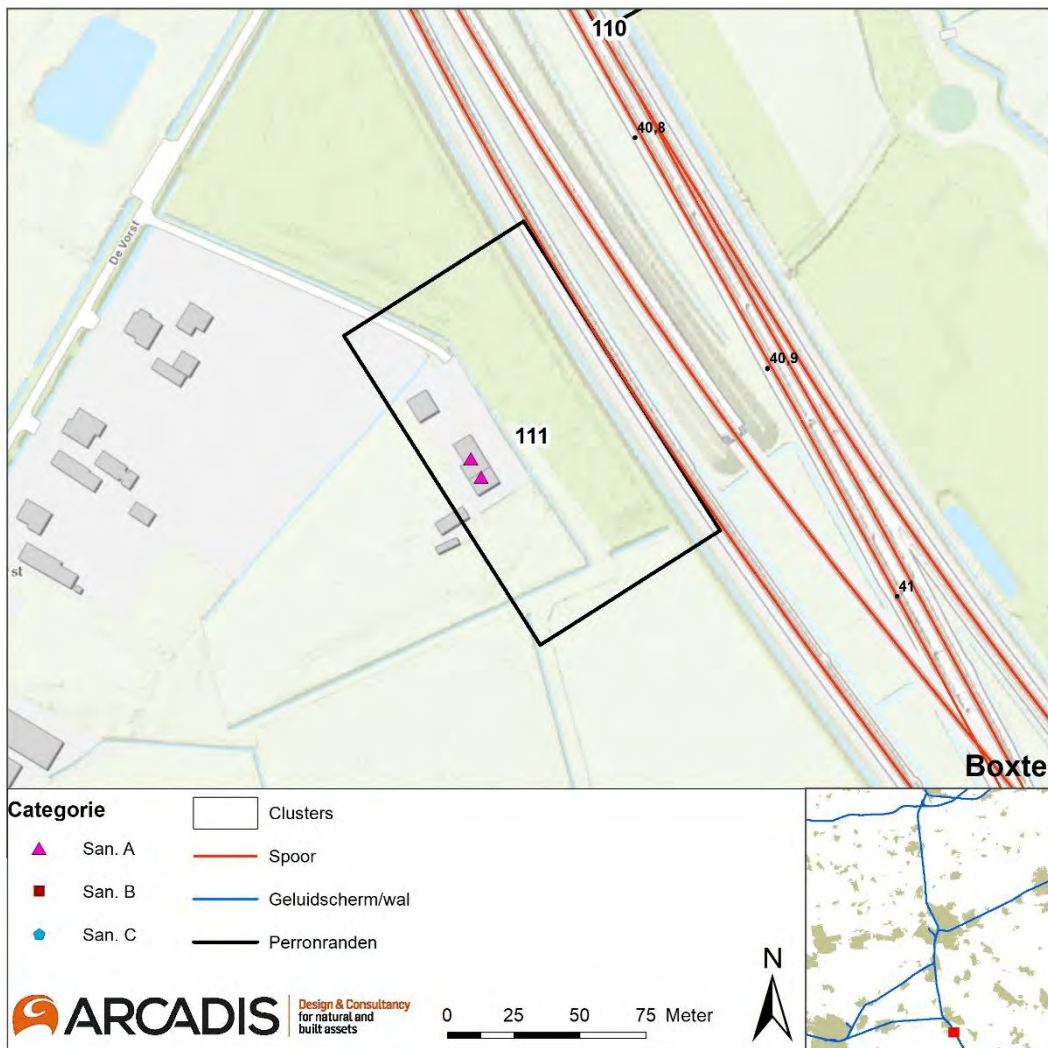 110
40,8
De Vorst
40,9
111
41
st
Boxte
Categorie
San. A
San. B
San. C
Clusters
Spoor
Geluidscherm/wal
Perronranden
N
ARCADIS
Design & Consultancy
for natural and
built assets
0 25 50 75 Meter